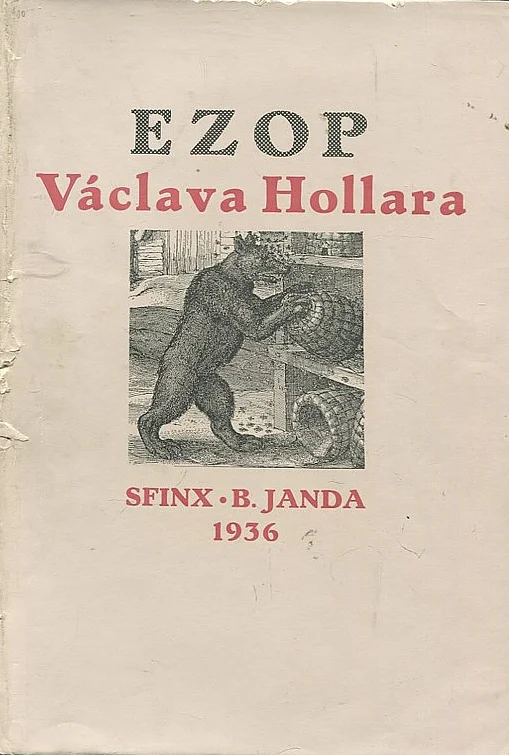 EZOP
Václava Hollara
SFINX • B. JANDA
1936